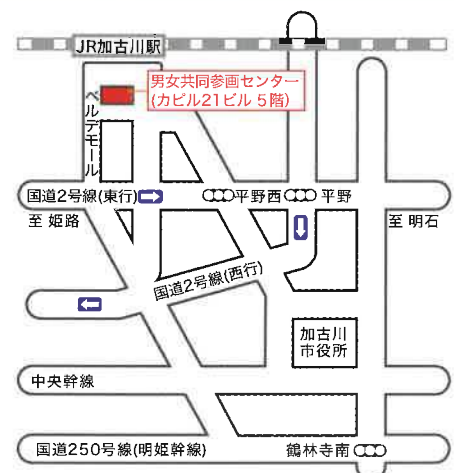 JR加古川駅
男女共同参画センター
(カピル21ビル 5階)
ベルデモール
国道2号線(東行)
平野西
平野
至 姫路
至 明石
国道2号線(西行)
加古川
市役所
中央幹線
国道250号線(明姫幹線)
鶴林寺南